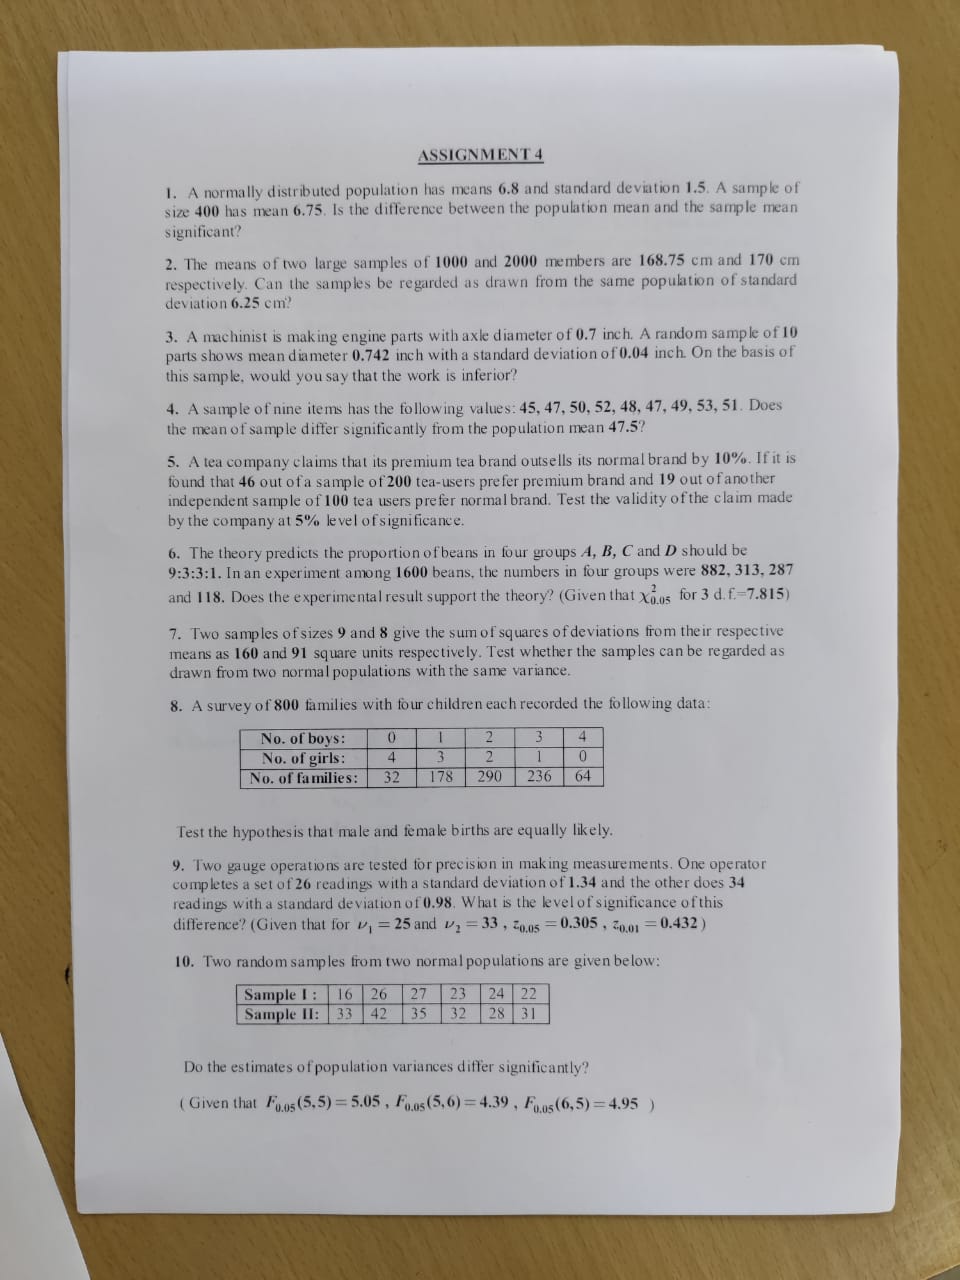 ASSIGNMENT 4
1. A normally distributed population has means 6.8 and standard deviation 1.5. A sample of
size 400 has mean 6.75. Is the difference between the population mean and the sample mean
significant?
2. The means of two large samples of 1000 and 2000 members are 168.75 cm and 170 cm
respectively. Can the samples be regarded as drawn from the same population of standard
deviation 6.25 cm?
3. A machinist is making engine parts with axle diameter of 0.7 inch. A random sample of 10
parts shows mean diameter 0.742 inch with a standard deviation of 0.04 inch. On the basis of
this sample, would you say that the work is inferior?
4. A sample of nine items has the following values: 45, 47, 50, 52, 48, 47, 49, 53, 51. Does
the mean of sample differ significantly from the population mean 47.5?
5. A tea company claims that its premium tea brand outsells its normal brand by 10%. If it is
found that 46 out of a sample of 200 tea-users prefer premium brand and 19 out of another
independent sample of 100 tea users prefer normal brand. Test the validity of the claim made
by the company at 5% level of significance.
6. The theory predicts the proportion of beans in four groups A, B, C and D should be
9:3:3:1. In an experiment among 1600 beans, the numbers in four groups were 882, 313, 287
and 118. Does the experimental result support the theory? (Given that χ²₀.₀₅ for 3 d.f.=7.815)
7. Two samples of sizes 9 and 8 give the sum of squares of deviations from their respective
means as 160 and 91 square units respectively. Test whether the samples can be regarded as
drawn from two normal populations with the same variance.
8. A survey of 800 families with four children each recorded the following data:
No. of boys: 0 1 2 3 4
No. of girls: 4 3 2 1 0
No. of families: 32 178 290 236 64
Test the hypothesis that male and female births are equally likely.
9. Two gauge operations are tested for precision in making measurements. One operator
completes a set of 26 readings with a standard deviation of 1.34 and the other does 34
readings with a standard deviation of 0.98. What is the level of significance of this
difference? (Given that for ν₁ = 25 and ν₂ = 33 , z₀.₀₅ = 0.305 , z₀.₀₁ = 0.432 )
10. Two random samples from two normal populations are given below:
Sample I : 16 26 27 23 24 22
Sample II: 33 42 35 32 28 31
Do the estimates of population variances differ significantly?
( Given that F₀.₀₅(5,5) = 5.05 , F₀.₀₅(5,6) = 4.39 , F₀.₀₅(6,5) = 4.95 )